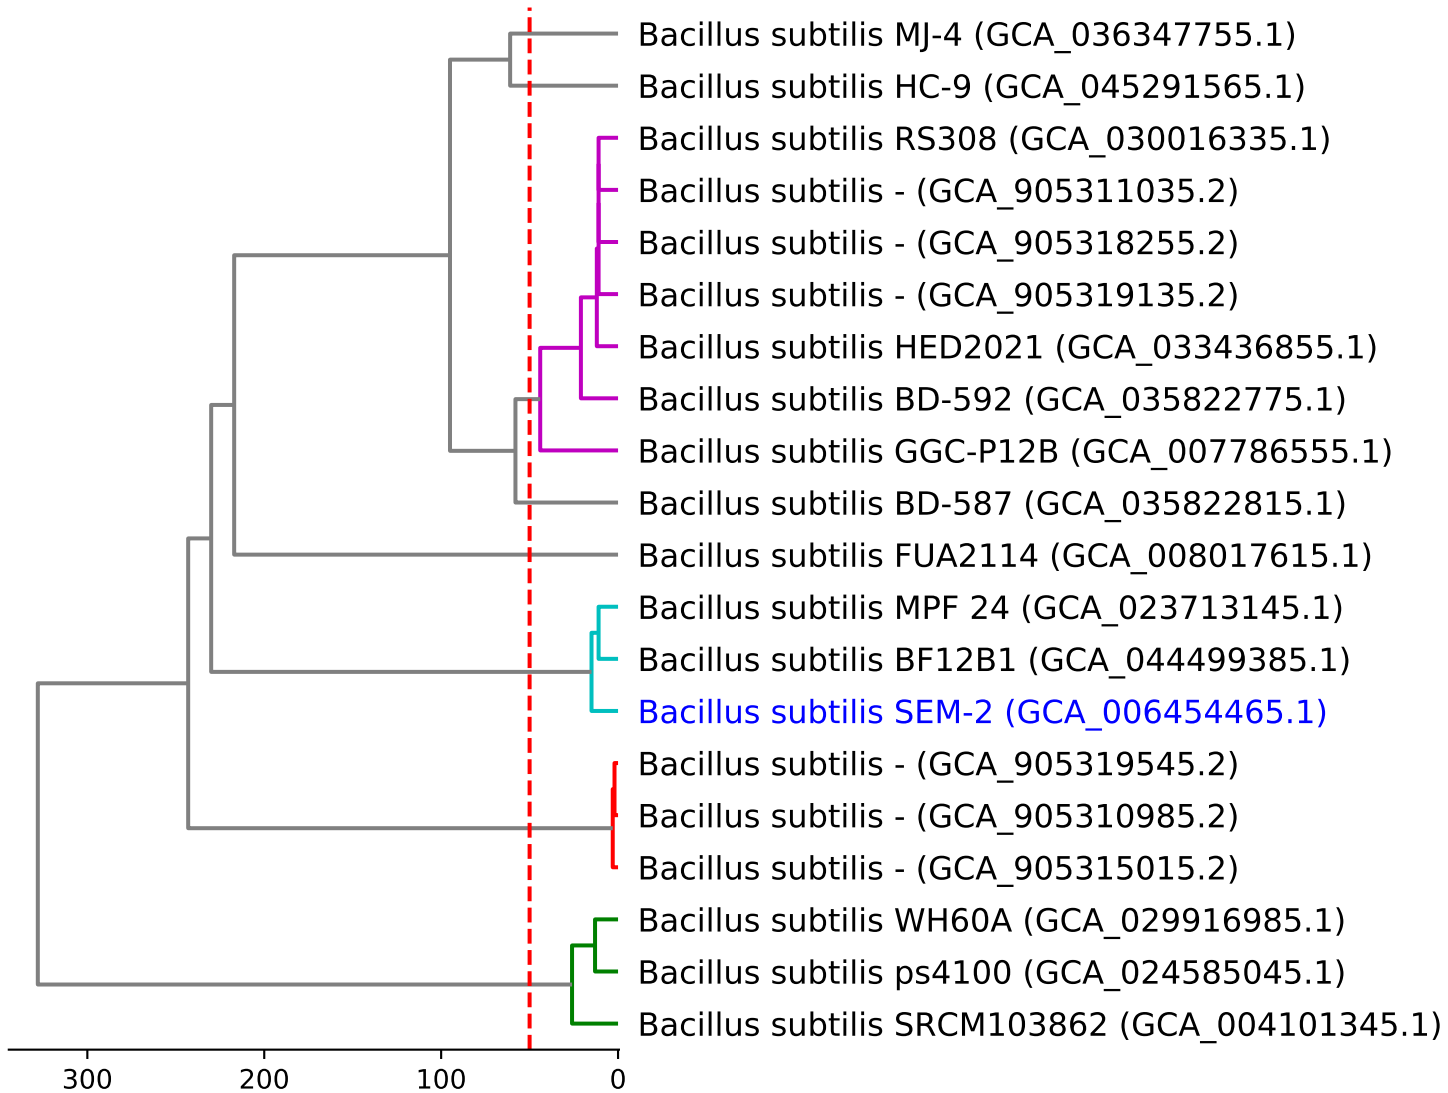 Bacillus subtilis MJ-4 (GCA_036347755.1)
Bacillus subtilis HC-9 (GCA_045291565.1)
Bacillus subtilis RS308 (GCA_030016335.1)
Bacillus subtilis - (GCA_905311035.2)
Bacillus subtilis - (GCA_905318255.2)
Bacillus subtilis - (GCA_905319135.2)
Bacillus subtilis HED2021 (GCA_033436855.1)
Bacillus subtilis BD-592 (GCA_035822775.1)
Bacillus subtilis GGC-P12B (GCA_007786555.1)
Bacillus subtilis BD-587 (GCA_035822815.1)
Bacillus subtilis FUA2114 (GCA_008017615.1)
Bacillus subtilis MPF 24 (GCA_023713145.1)
Bacillus subtilis BF12B1 (GCA_044499385.1)
Bacillus subtilis SEM-2 (GCA_006454465.1)
Bacillus subtilis - (GCA_905319545.2)
Bacillus subtilis - (GCA_905310985.2)
Bacillus subtilis - (GCA_905315015.2)
Bacillus subtilis WH60A (GCA_029916985.1)
Bacillus subtilis ps4100 (GCA_024585045.1)
Bacillus subtilis SRCM103862 (GCA_004101345.1)
300 200 100 0